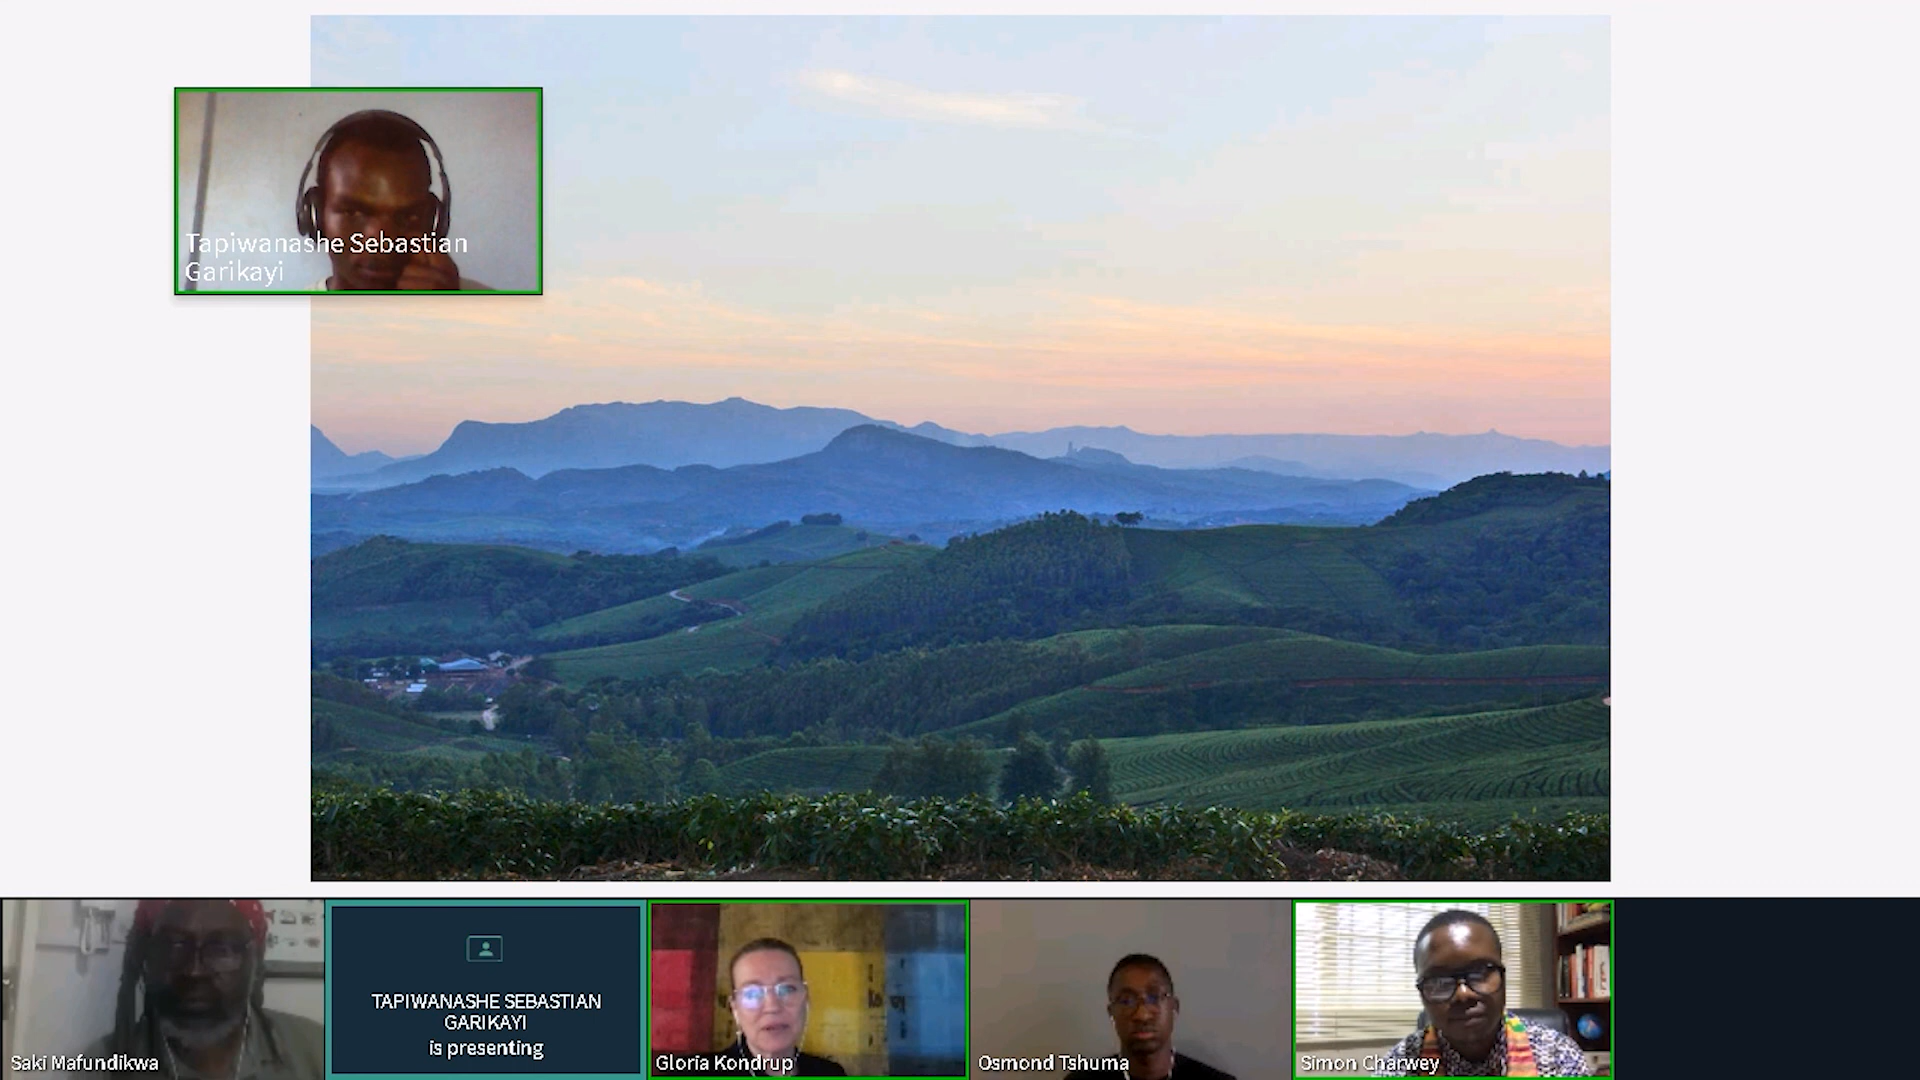 Tapiwanashe Sebastian
Garikayi
Saki Mafundikwa
TAPIWANASHE SEBASTIAN
GARIKAYI
is presenting
Gloria Kondrup
Osmond Tshuma
Simon Charwey